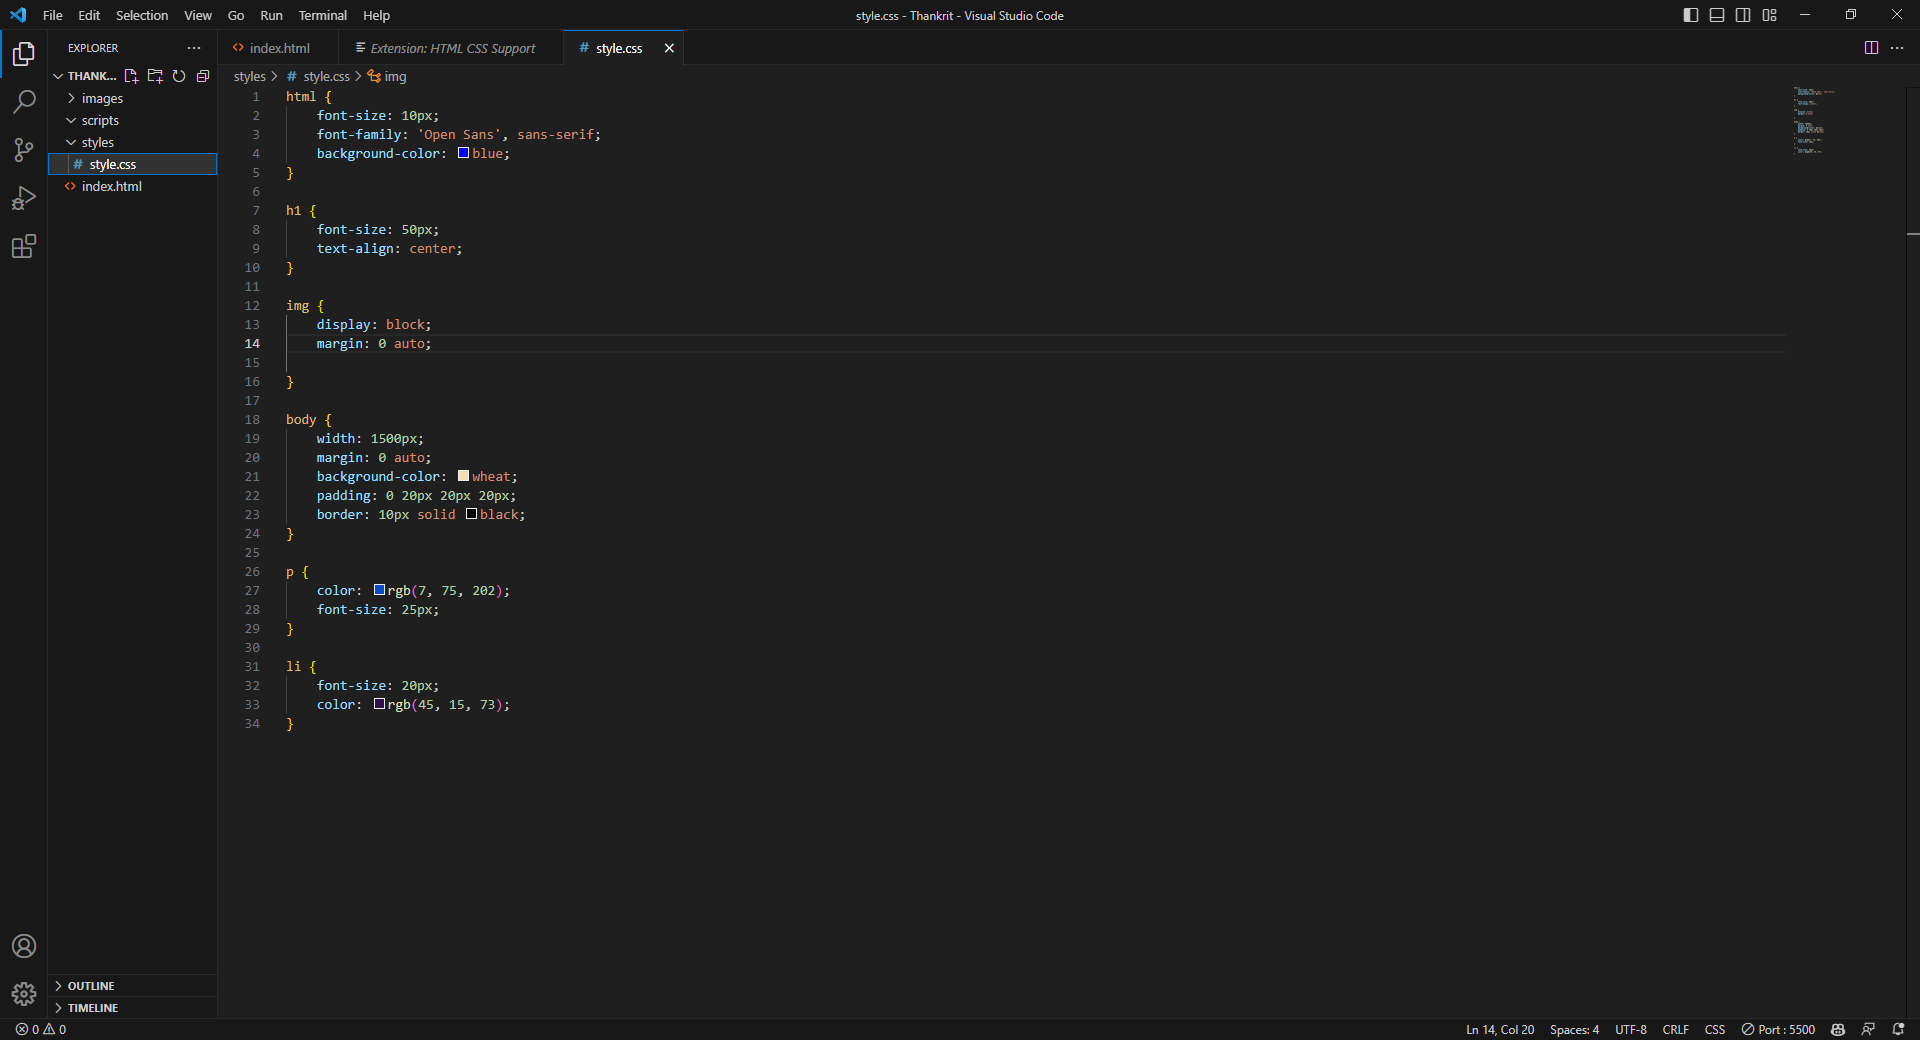 File Edit Selection View Go Run Terminal Help
style.css - Thankrit - Visual Studio Code
EXPLORER
THANK...
images
scripts
styles
# style.css
<> index.html
OUTLINE
TIMELINE
<> index.html
Extension: HTML CSS Support
# style.css
styles > # style.css > img
1 html {
2     font-size: 10px;
3     font-family: 'Open Sans', sans-serif;
4     background-color: blue;
5 }
6
7 h1 {
8     font-size: 50px;
9     text-align: center;
10 }
11
12 img {
13     display: block;
14     margin: 0 auto;
15
16 }
17
18 body {
19     width: 1500px;
20     margin: 0 auto;
21     background-color: wheat;
22     padding: 0 20px 20px 20px;
23     border: 10px solid black;
24 }
25
26 p {
27     color: rgb(7, 75, 202);
28     font-size: 25px;
29 }
30
31 li {
32     font-size: 20px;
33     color: rgb(45, 15, 73);
34 }
0 0
Ln 14, Col 20 Spaces: 4 UTF-8 CRLF CSS Port : 5500